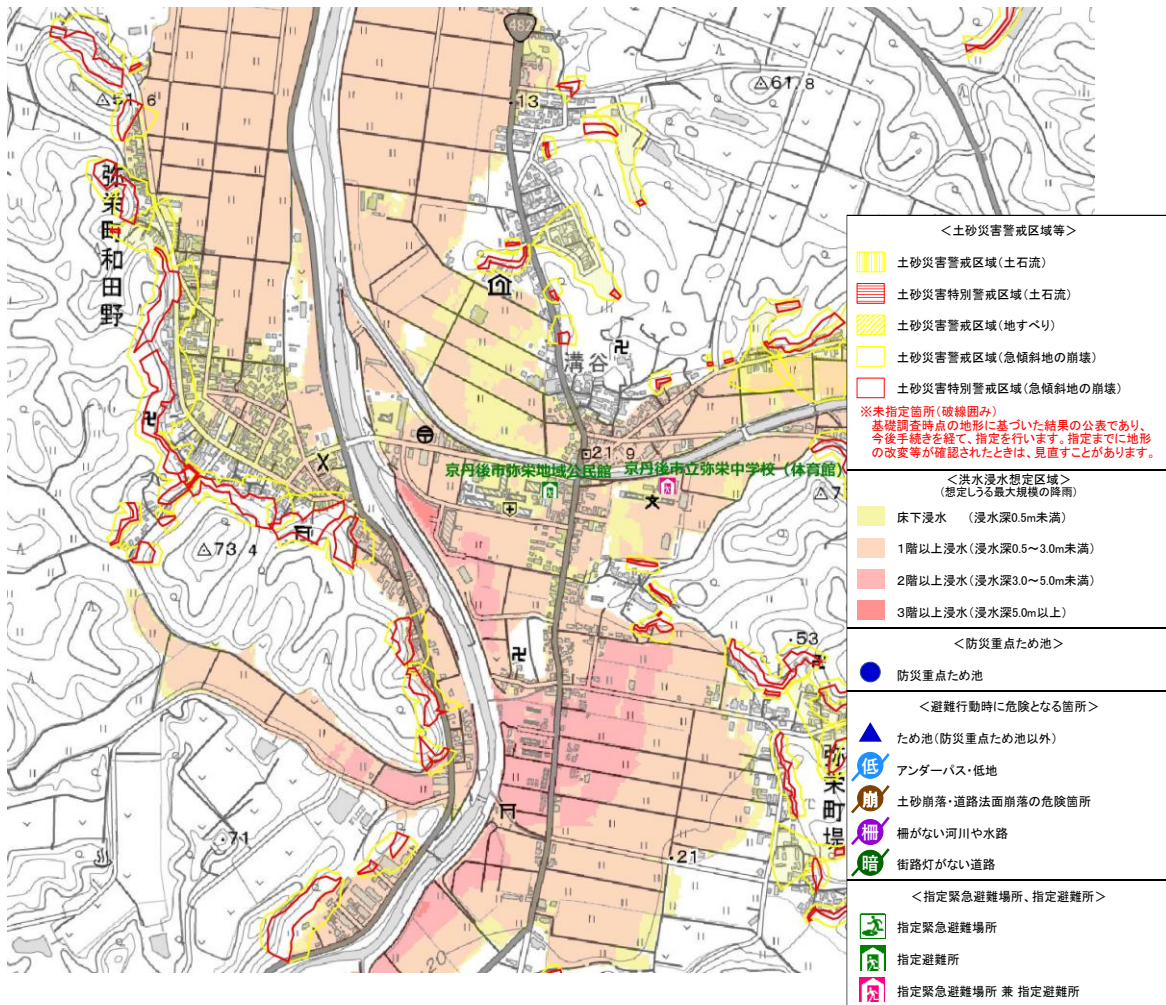 482
61.8
13
51.6
弥栄町和田野
溝谷
21.9
京丹後市弥栄地域公民館
京丹後市立弥栄中学校（体育館）
73.4
53
弥栄町堤
71
21
20
＜土砂災害警戒区域等＞
土砂災害警戒区域（土石流）
土砂災害特別警戒区域（土石流）
土砂災害警戒区域（地すべり）
土砂災害警戒区域（急傾斜地の崩壊）
土砂災害特別警戒区域（急傾斜地の崩壊）
※未指定箇所（破線囲み）
基礎調査時点の地形に基づいた結果の公表であり、
今後手続きを経て、指定を行います。指定までに地形
の改変等が確認されたときは、見直すことがあります。
＜洪水浸水想定区域＞
（想定しうる最大規模の降雨）
床下浸水　（浸水深0.5m未満）
1階以上浸水（浸水深0.5～3.0m未満）
2階以上浸水（浸水深3.0～5.0m未満）
3階以上浸水（浸水深5.0m以上）
＜防災重点ため池＞
防災重点ため池
＜避難行動時に危険となる箇所＞
ため池（防災重点ため池以外）
低 アンダーパス・低地
崩 土砂崩落・道路法面崩落の危険箇所
柵 柵がない河川や水路
暗 街路灯がない道路
＜指定緊急避難場所、指定避難所＞
指定緊急避難場所
指定避難所
指定緊急避難場所 兼 指定避難所